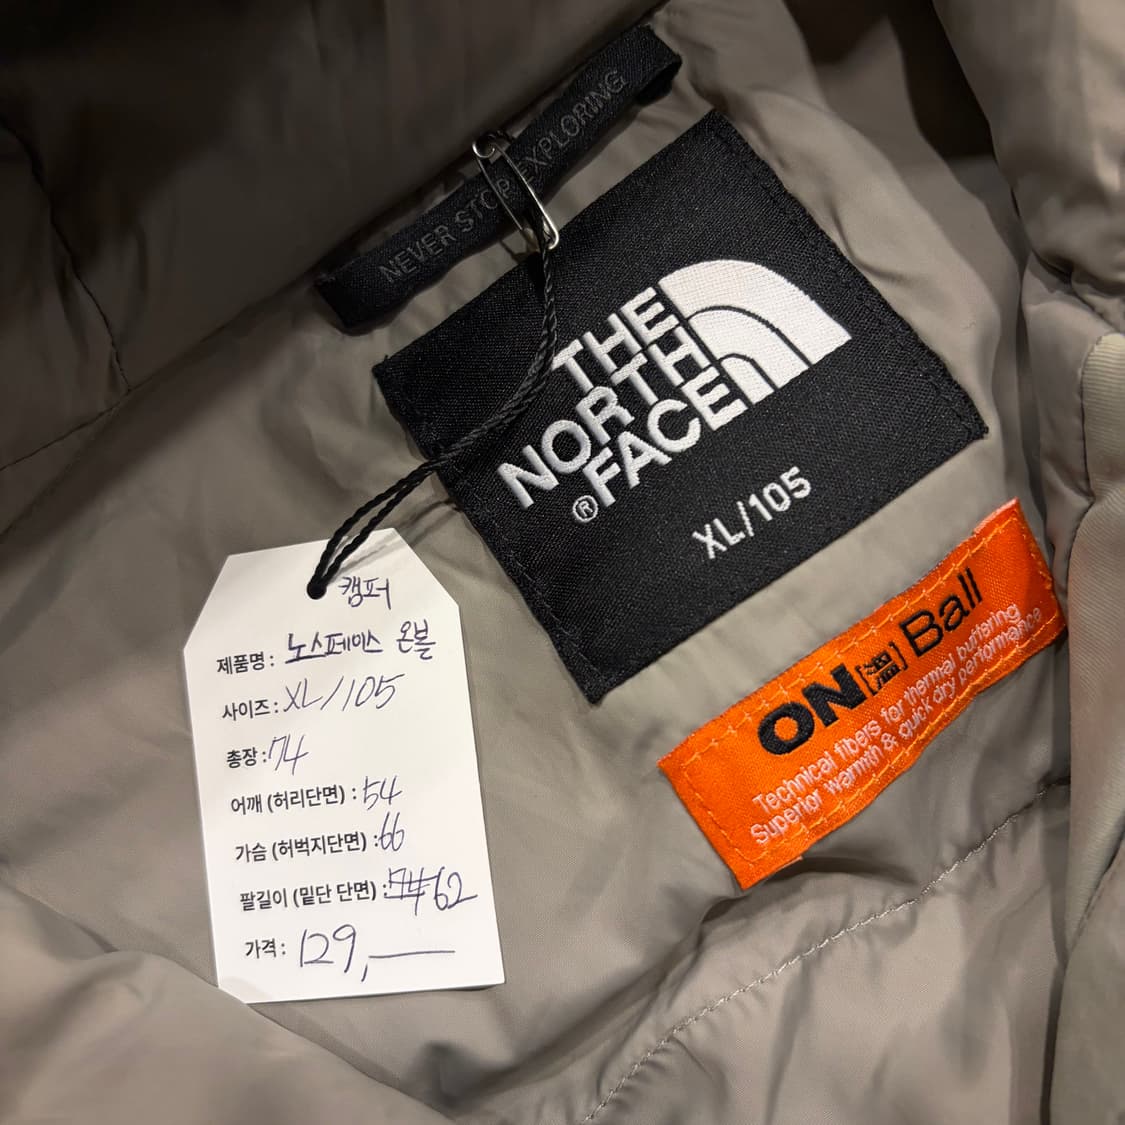 NEVER STOP EXPLORING
THE
NORTH
FACE
®
XL/105
ON[溫]Ball
Technical fibers for thermal buttering
Superior warmth & quick dry performance
캠퍼
제품명: 노스페이스 온볼
사이즈: XL/105
총장: 74
어깨 (허리단면) : 54
가슴 (허벅지단면) : 66
팔길이 (밑단 단면) : 62
가격: 129,—